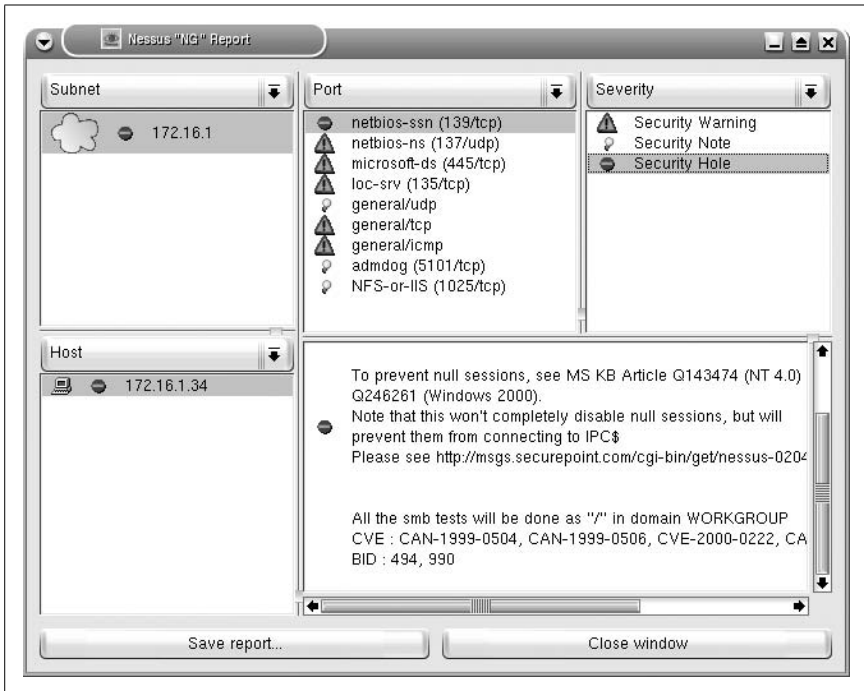 Nessus "NG" Report
Subnet
172.16.1
Port
netbios-ssn (139/tcp)
netbios-ns (137/udp)
microsoft-ds (445/tcp)
loc-srv (135/tcp)
general/udp
general/tcp
general/icmp
admdog (5101/tcp)
NFS-or-IIS (1025/tcp)
Severity
Security Warning
Security Note
Security Hole
Host
172.16.1.34
To prevent null sessions, see MS KB Article Q143474 (NT 4.0)
Q246261 (Windows 2000).
Note that this won't completely disable null sessions, but will
prevent them from connecting to IPC$
Please see http://msgs.securepoint.com/cgi-bin/get/nessus-0204
All the smb tests will be done as ''/'' in domain WORKGROUP
CVE : CAN-1999-0504, CAN-1999-0506, CVE-2000-0222, CA
BID : 494, 990
Save report...
Close window